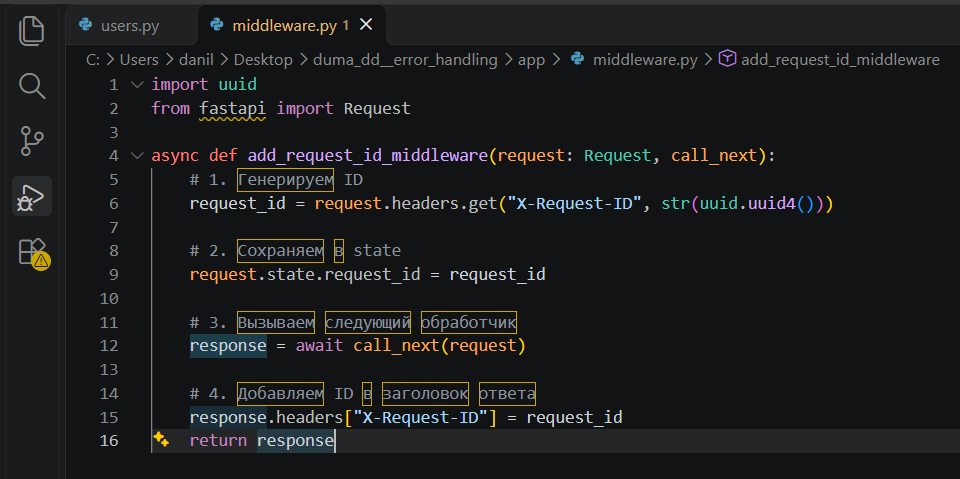 users.py
middleware.py 1
C: > Users > danil > Desktop > duma_dd__error_handling > app > middleware.py > add_request_id_middleware
1 import uuid
2 from fastapi import Request
3
4 async def add_request_id_middleware(request: Request, call_next):
5 # 1. Генерируем ID
6 request_id = request.headers.get("X-Request-ID", str(uuid.uuid4()))
7
8 # 2. Сохраняем в state
9 request.state.request_id = request_id
10
11 # 3. Вызываем следующий обработчик
12 response = await call_next(request)
13
14 # 4. Добавляем ID в заголовок ответа
15 response.headers["X-Request-ID"] = request_id
16 return response